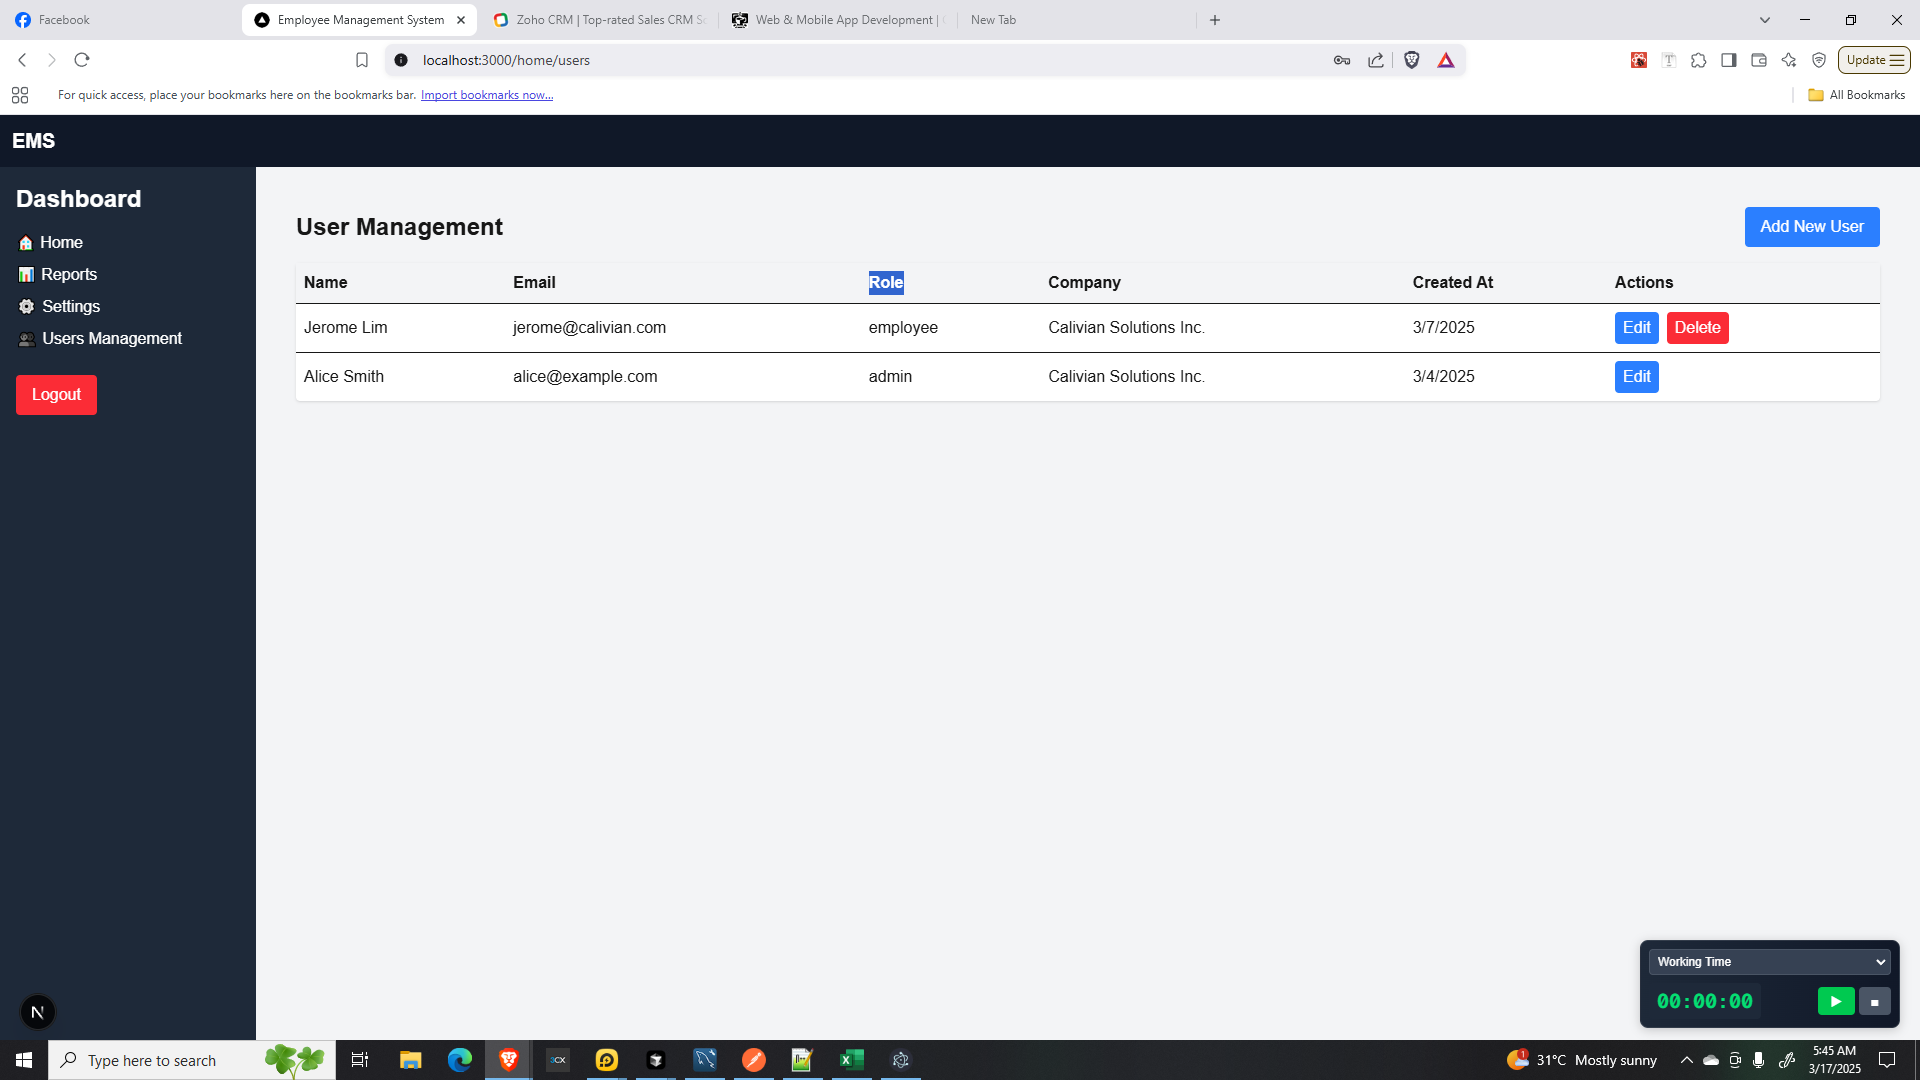 Facebook
Employee Management System
Zoho CRM | Top-rated Sales CRM So
Web & Mobile App Development |
New Tab
localhost:3000/home/users
Update
For quick access, place your bookmarks here on the bookmarks bar. Import bookmarks now...
All Bookmarks
EMS
Dashboard
Home
Reports
Settings
Users Management
Logout
User Management
Add New User
Name Email Role Company Created At Actions
Jerome Lim jerome@calivian.com employee Calivian Solutions Inc. 3/7/2025 Edit Delete
Alice Smith alice@example.com admin Calivian Solutions Inc. 3/4/2025 Edit
Working Time
00:00:00
N
Type here to search
3CX
1
31°C Mostly sunny
5:45 AM
3/17/2025